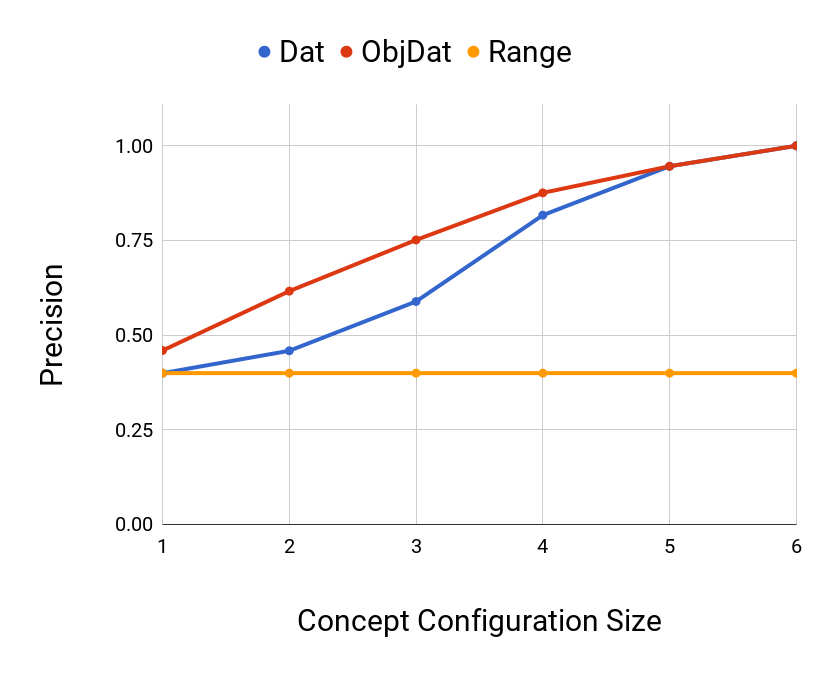 Dat ObjDat Range
1.00
0.75
0.50
0.25
0.00
Precision
1 2 3 4 5 6
Concept Configuration Size